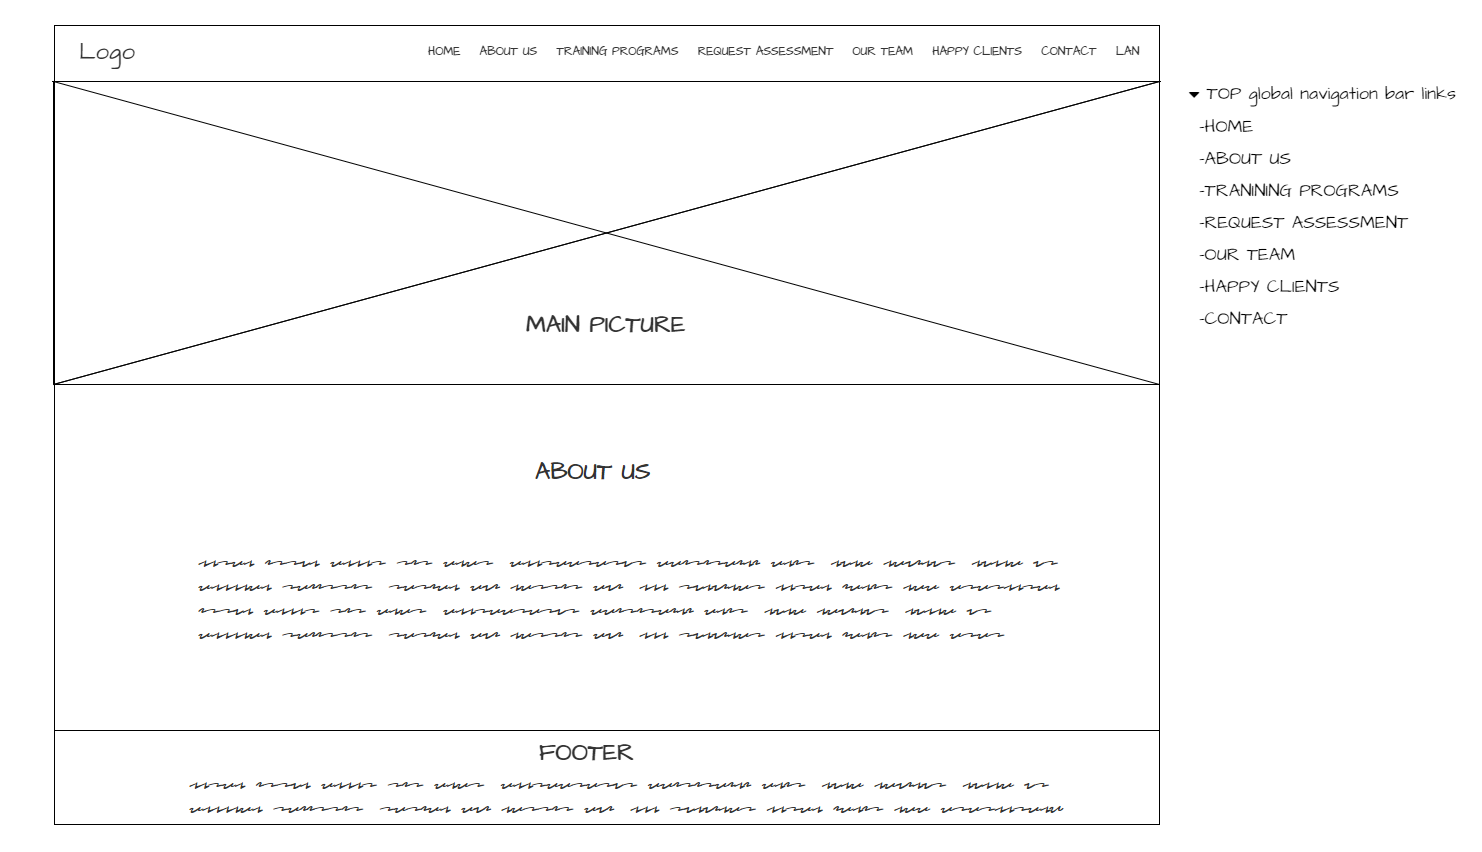 Logo
HOME ABOUT US TRAINING PROGRAMS REQUEST ASSESSMENT OUR TEAM HAPPY CLIENTS CONTACT LAN
MAIN PICTURE
ABOUT US
FOOTER
TOP global navigation bar links
-HOME
-ABOUT US
-TRANINING PROGRAMS
-REQUEST ASSESSMENT
-OUR TEAM
-HAPPY CLIENTS
-CONTACT